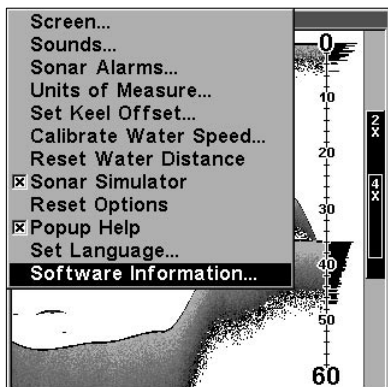 Screen...
Sounds...
Sonar Alarms...
Units of Measure...
Set Keel Offset...
Calibrate Water Speed...
Reset Water Distance
Sonar Simulator
Reset Options
Popup Help
Set Language...
Software Information...
0
10
20
30
40
50
60
2X
4X